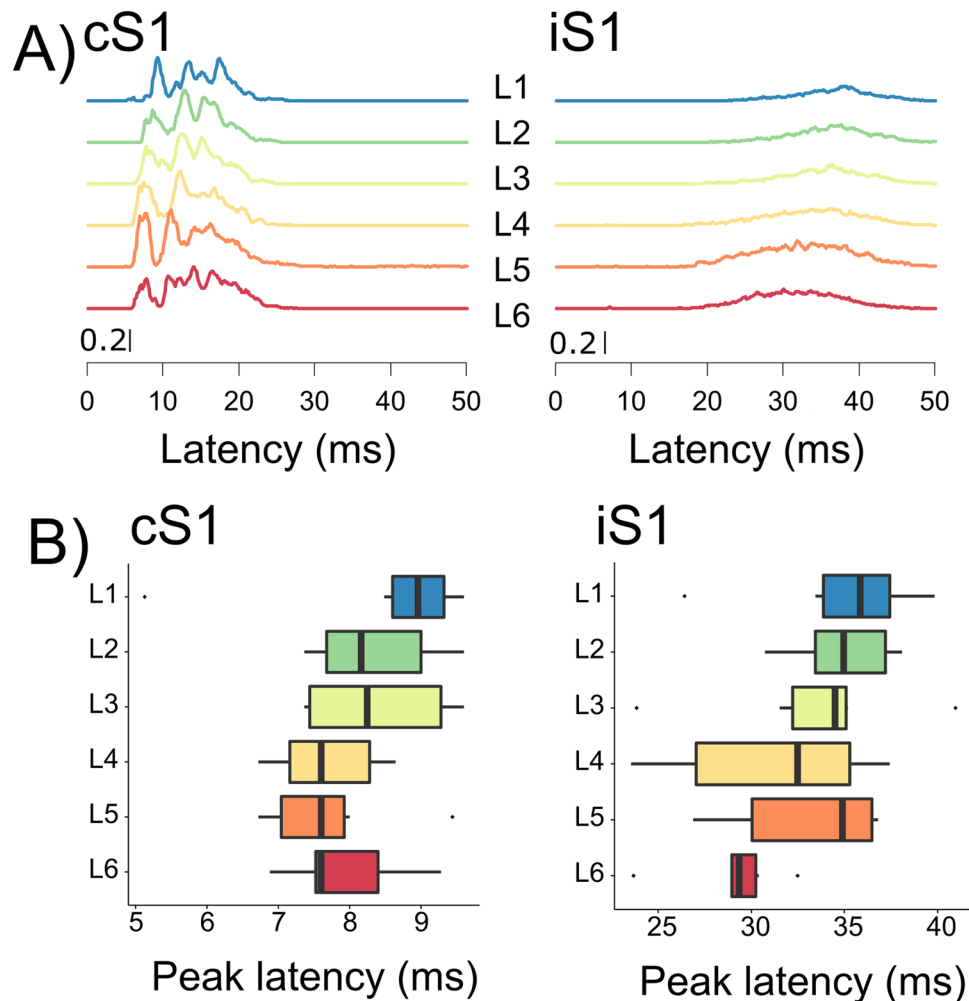 A) cS1 iS1
L1
L2
L3
L4
L5
L6
0.2 0.2
0 10 20 30 40 50 0 10 20 30 40 50
Latency (ms) Latency (ms)
B) cS1 iS1
L1 L1
L2 L2
L3 L3
L4 L4
L5 L5
L6 L6
5 6 7 8 9 25 30 35 40
Peak latency (ms) Peak latency (ms)